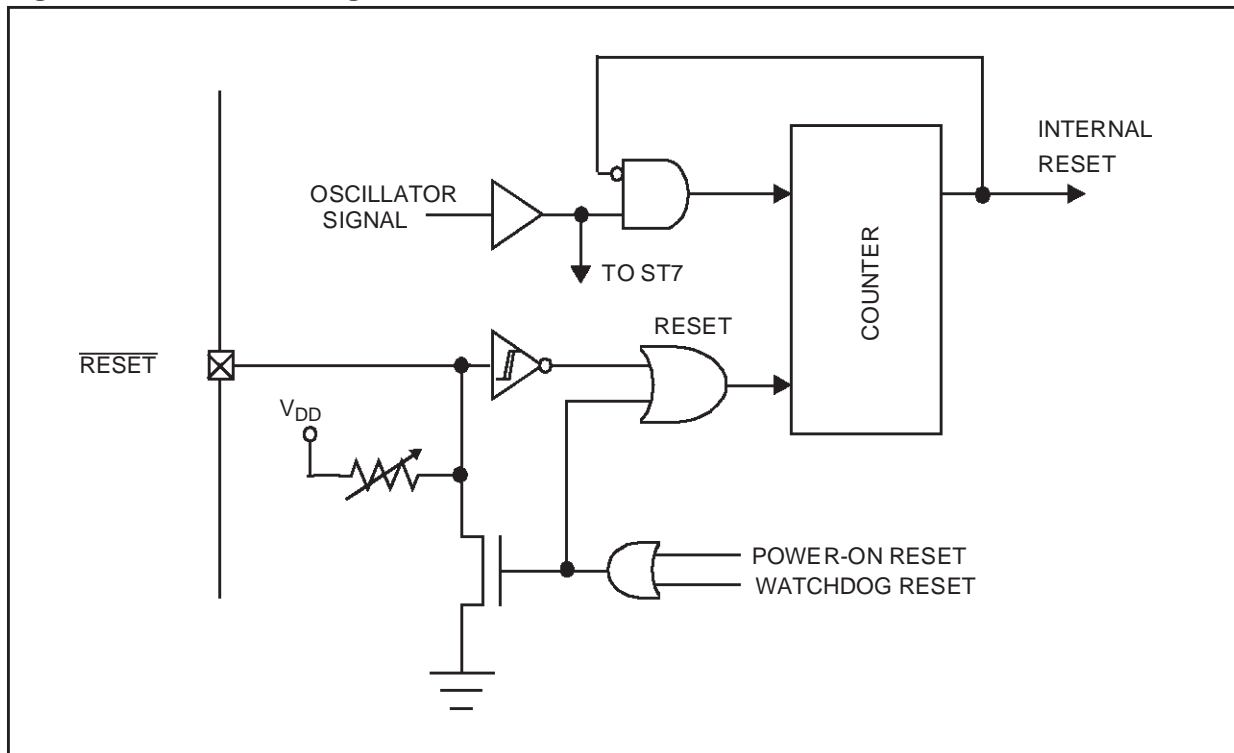 INTERNAL
RESET
OSCILLATOR
SIGNAL
TO ST7
COUNTER
RESET
RESET
VDD
POWER-ON RESET
WATCHDOG RESET